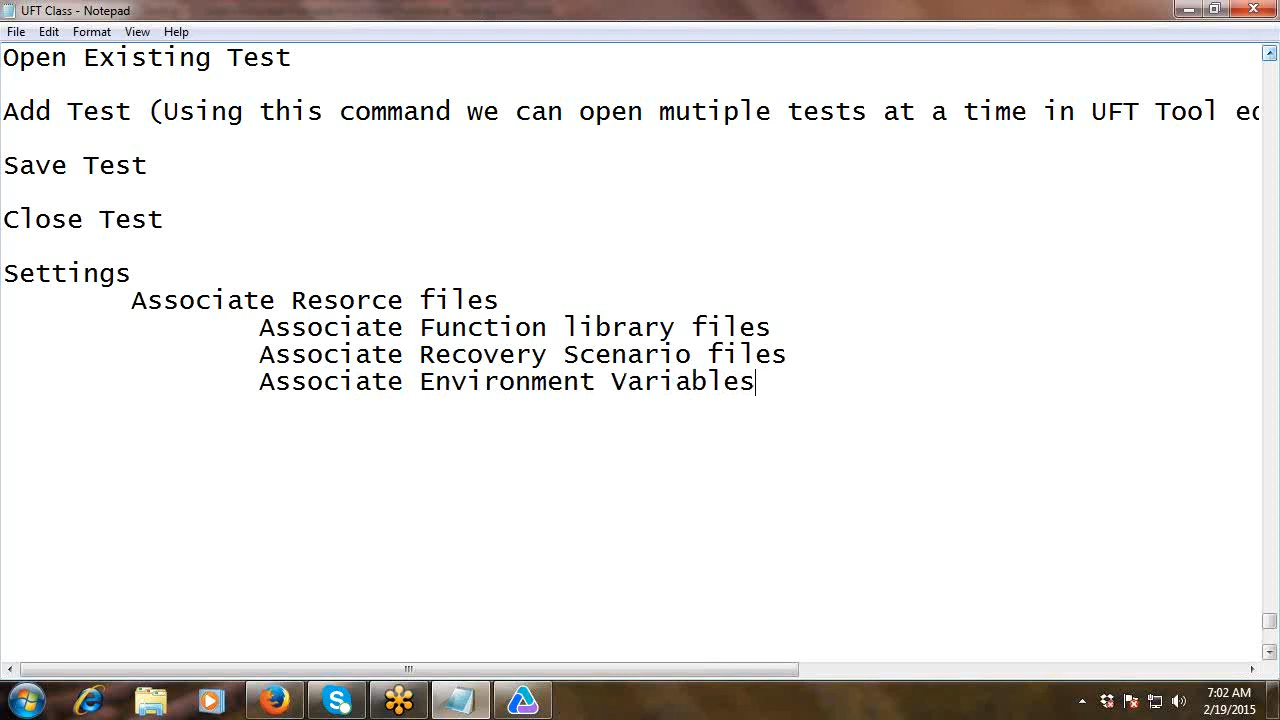 UFT Class - Notepad
File Edit Format View Help
Open Existing Test
Add Test (Using this command we can open mutiple tests at a time in UFT Tool
Save Test
Close Test
Settings
Associate Resorce files
Associate Function library files
Associate Recovery Scenario files
Associate Environment Variables
7:02 AM
2/19/2015